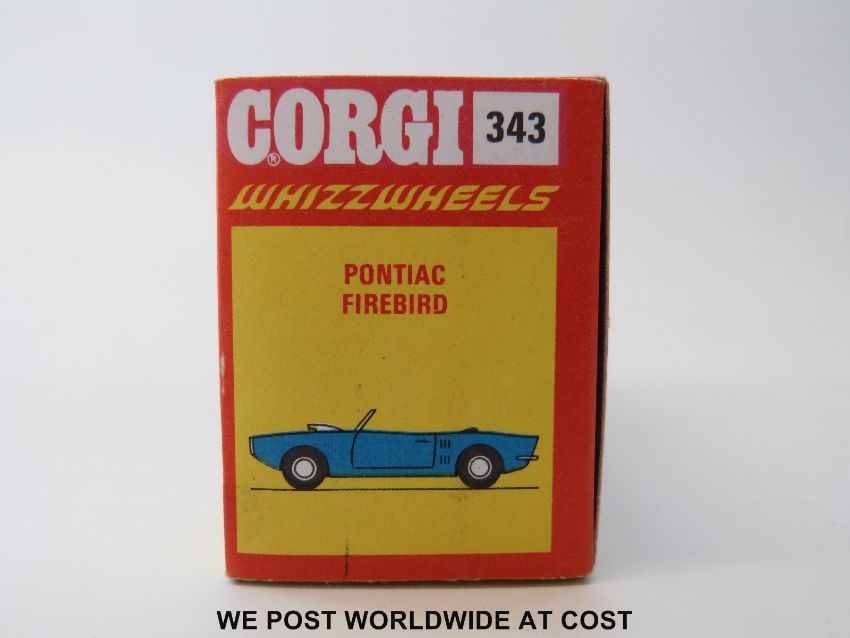 CORGI® 343
WHIZZWHEELS
PONTIAC
FIREBIRD
WE POST WORLDWIDE AT COST